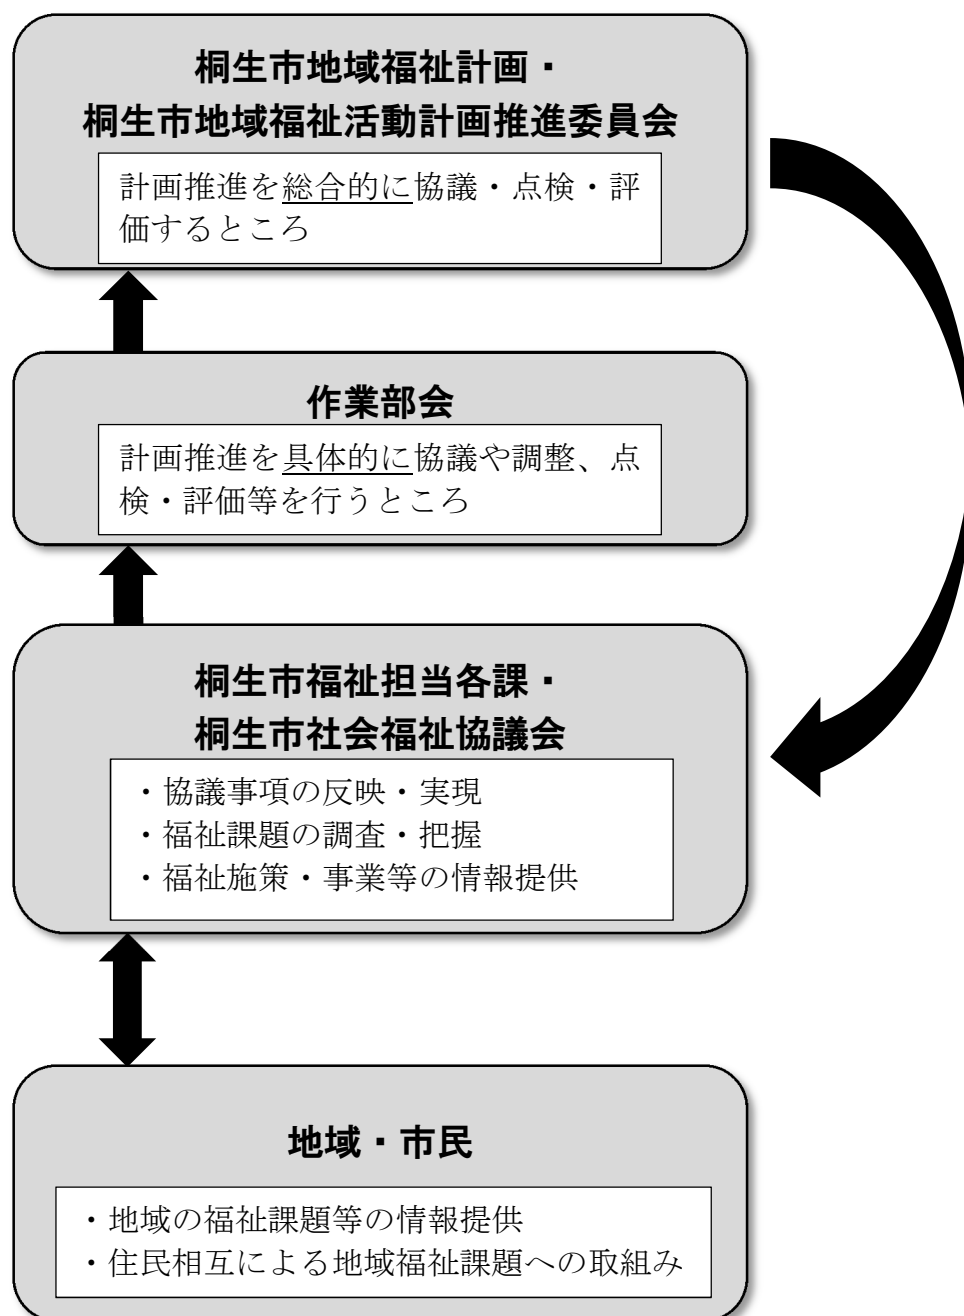 桐生市地域福祉計画・
桐生市地域福祉活動計画推進委員会
計画推進を総合的に協議・点検・評
価するところ
作業部会
計画推進を具体的に協議や調整、点
検・評価等を行うところ
桐生市福祉担当各課・
桐生市社会福祉協議会
・協議事項の反映・実現
・福祉課題の調査・把握
・福祉施策・事業等の情報提供
地域・市民
・地域の福祉課題等の情報提供
・住民相互による地域福祉課題への取組み